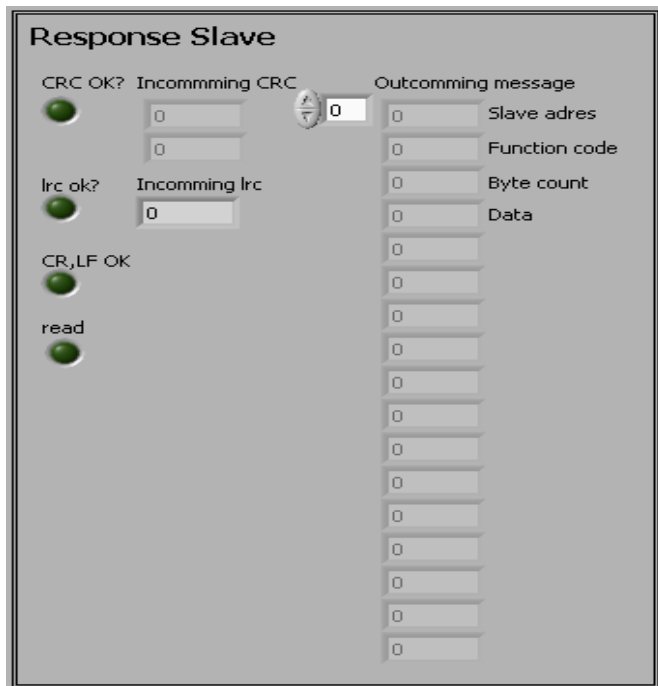 Response Slave
CRC OK? Incommming CRC Outcomming message
0 0 0 Slave adres
0 0 Function code
lrc ok? Incomming lrc 0 Byte count
0 0 Data
0
CR,LF OK
0
0
read
0
0
0
0
0
0
0
0
0
0